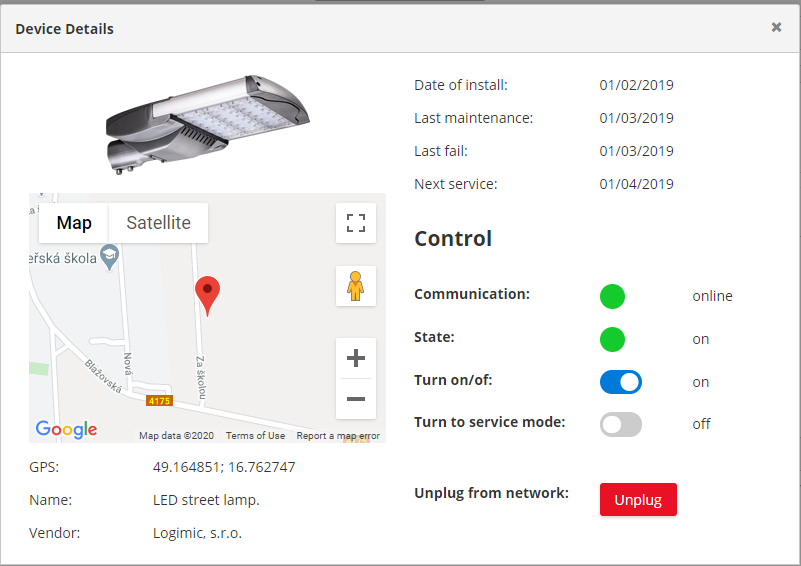 Device Details
Date of install: 01/02/2019
Last maintenance: 01/03/2019
Last fail: 01/03/2019
Next service: 01/04/2019
Map Satellite
eřská škola
Blažovská
Nová
Za školou
4175
Google
Map data ©2020 Terms of Use Report a map error
GPS: 49.164851; 16.762747
Name: LED street lamp.
Vendor: Logimic, s.r.o.
Control
Communication: online
State: on
Turn on/of: on
Turn to service mode: off
Unplug from network: Unplug